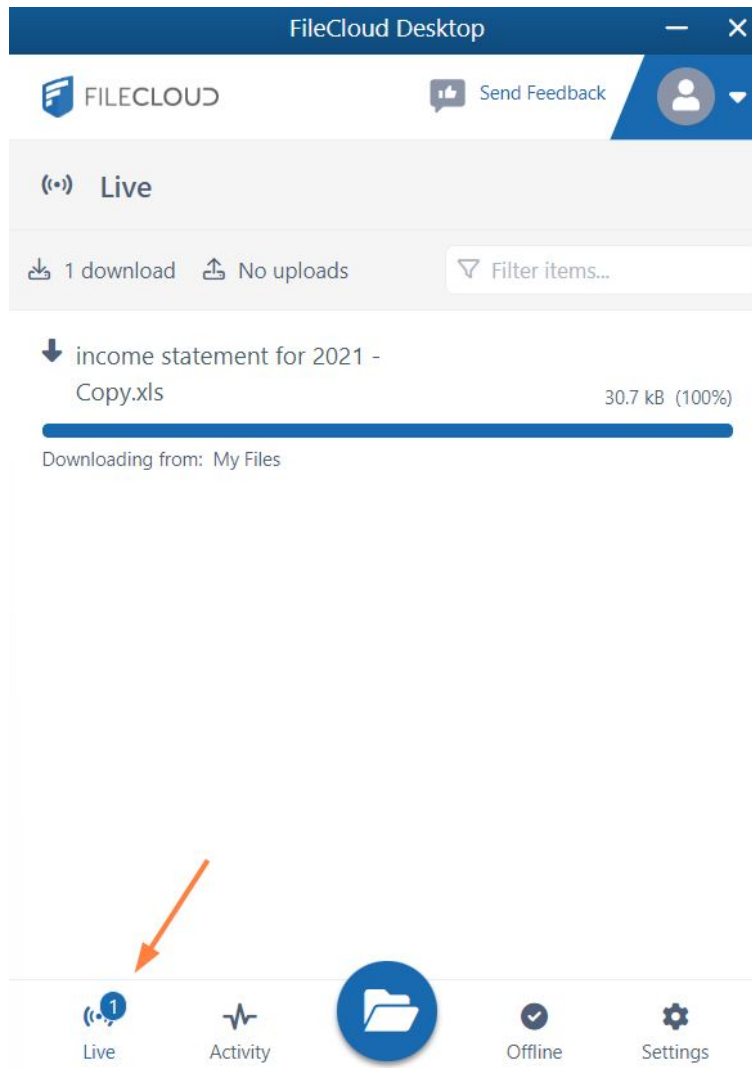 FileCloud Desktop
FILECLOUD
Send Feedback
Live
1 download
No uploads
Filter items...
income statement for 2021 -
Copy.xls
30.7 kB (100%)
Downloading from: My Files
1
Live
Activity
Offline
Settings